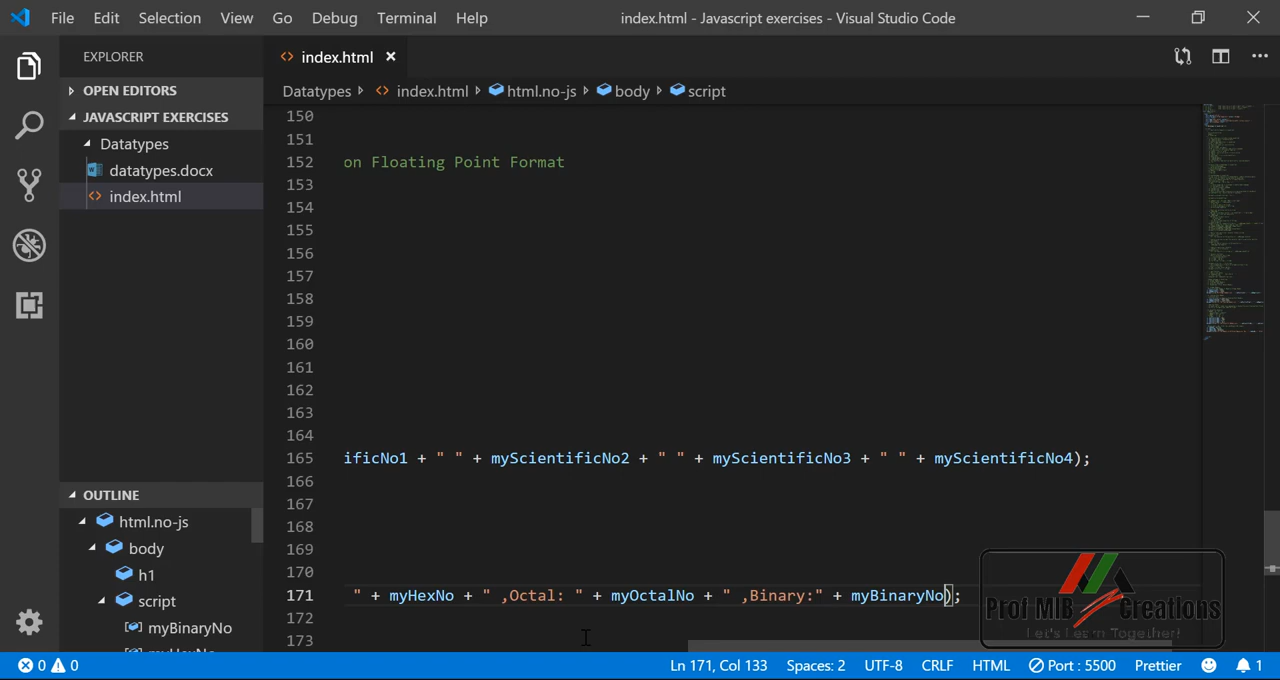 File Edit Selection View Go Debug Terminal Help index.html - Javascript exercises - Visual Studio Code
EXPLORER
index.html
OPEN EDITORS
Datatypes index.html html.no-js body script
JAVASCRIPT EXERCISES
Datatypes
datatypes.docx
index.html
150
151
152 on Floating Point Format
153
154
155
156
157
158
159
160
161
162
163
164
165 ificNo1 + " " + myScientificNo2 + " " + myScientificNo3 + " " + myScientificNo4);
166
167
168
169
170
171 " + myHexNo + " ,Octal: " + myOctalNo + " ,Binary:" + myBinaryNo);
172
173
OUTLINE
html.no-js
body
h1
script
myBinaryNo
myHexNo
Prof MIB Creations
Let's Learn Together!
0 0 Ln 171, Col 133 Spaces: 2 UTF-8 CRLF HTML Port : 5500 Prettier 1